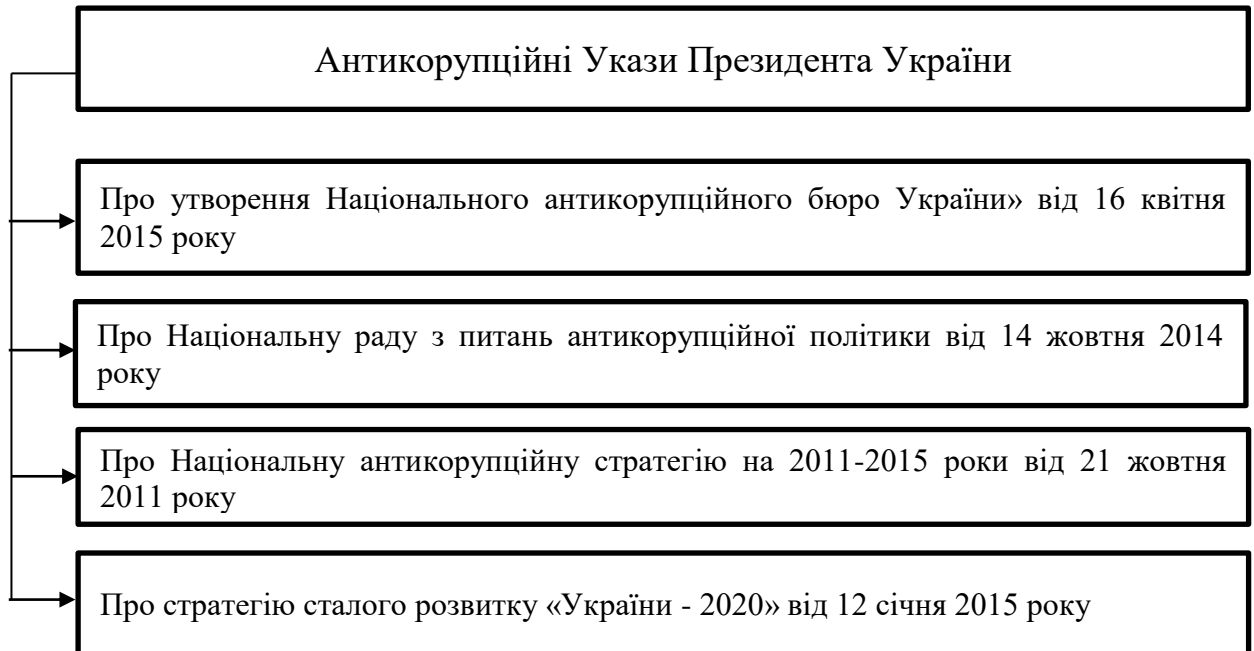 Антикорупційні Укази Президента України
Про утворення Національного антикорупційного бюро України» від 16 квітня
2015 року
Про Національну раду з питань антикорупційної політики від 14 жовтня 2014
року
Про Національну антикорупційну стратегію на 2011-2015 роки від 21 жовтня
2011 року
Про стратегію сталого розвитку «України - 2020» від 12 січня 2015 року